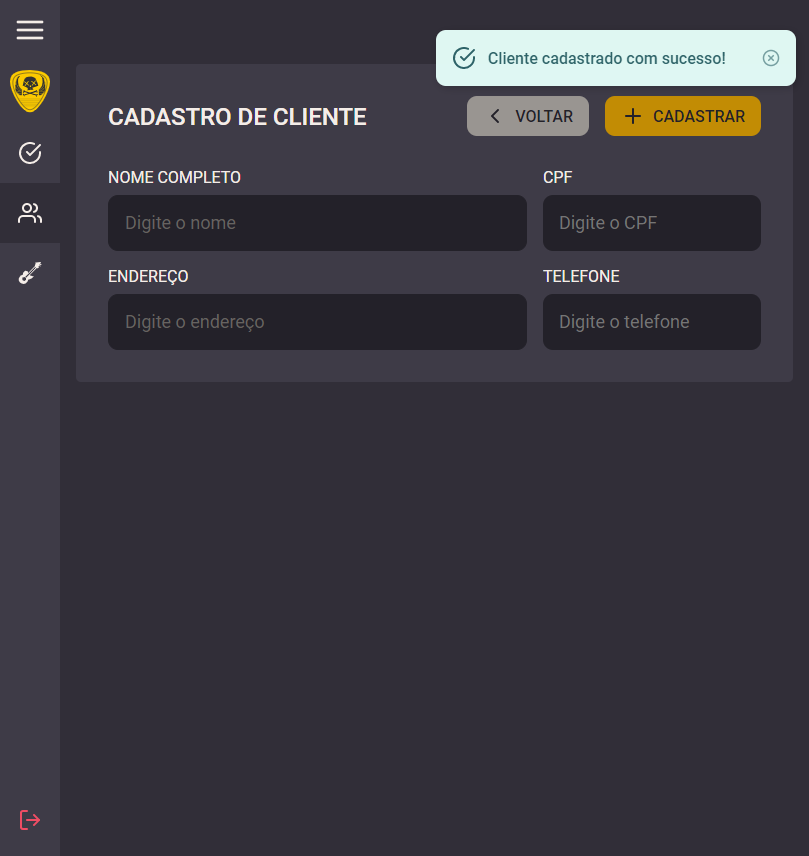 Cliente cadastrado com sucesso!
CADASTRO DE CLIENTE
VOLTAR
CADASTRAR
NOME COMPLETO
CPF
Digite o nome
Digite o CPF
ENDEREÇO
TELEFONE
Digite o endereço
Digite o telefone